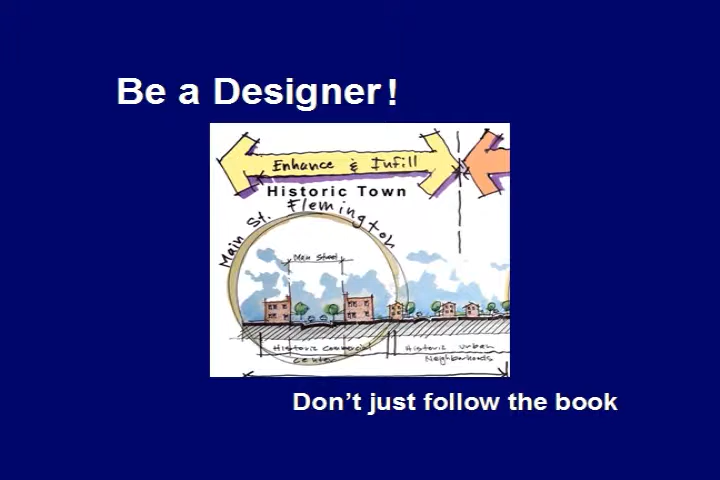 Be a Designer!
Enhance & Infill
Historic Town
Main St. Flemington
Main Street
Historic commercial
center
Historic urban
Neighborhoods
Don't just follow the book